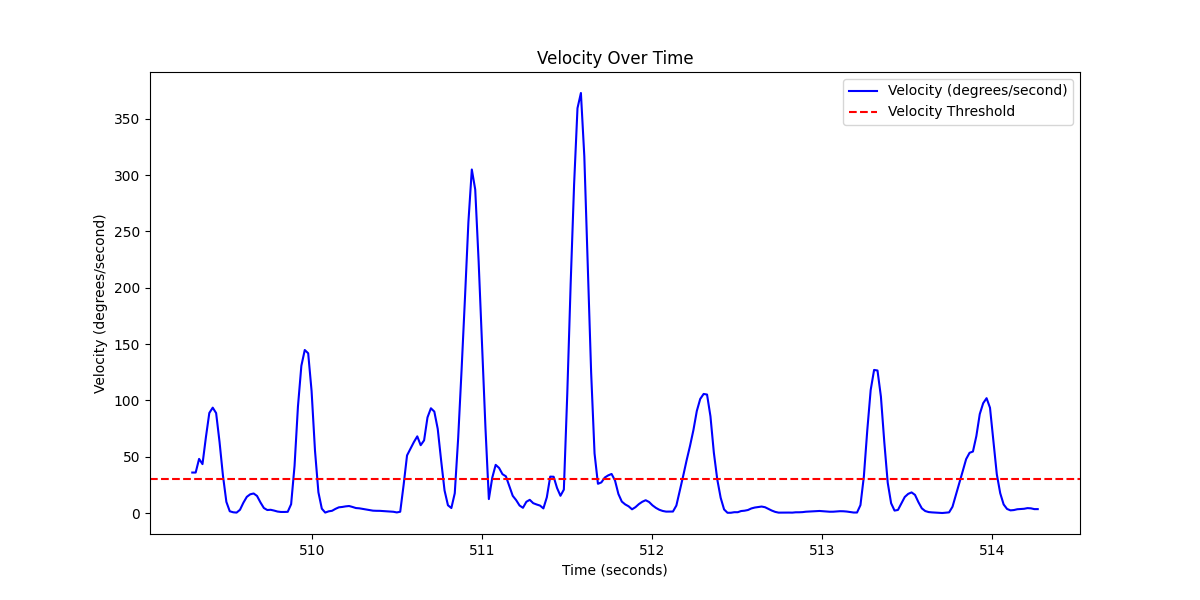 Velocity Over Time
Velocity (degrees/second)
Velocity Threshold
Velocity (degrees/second)
350
300
250
200
150
100
50
0
510
511
512
513
514
Time (seconds)